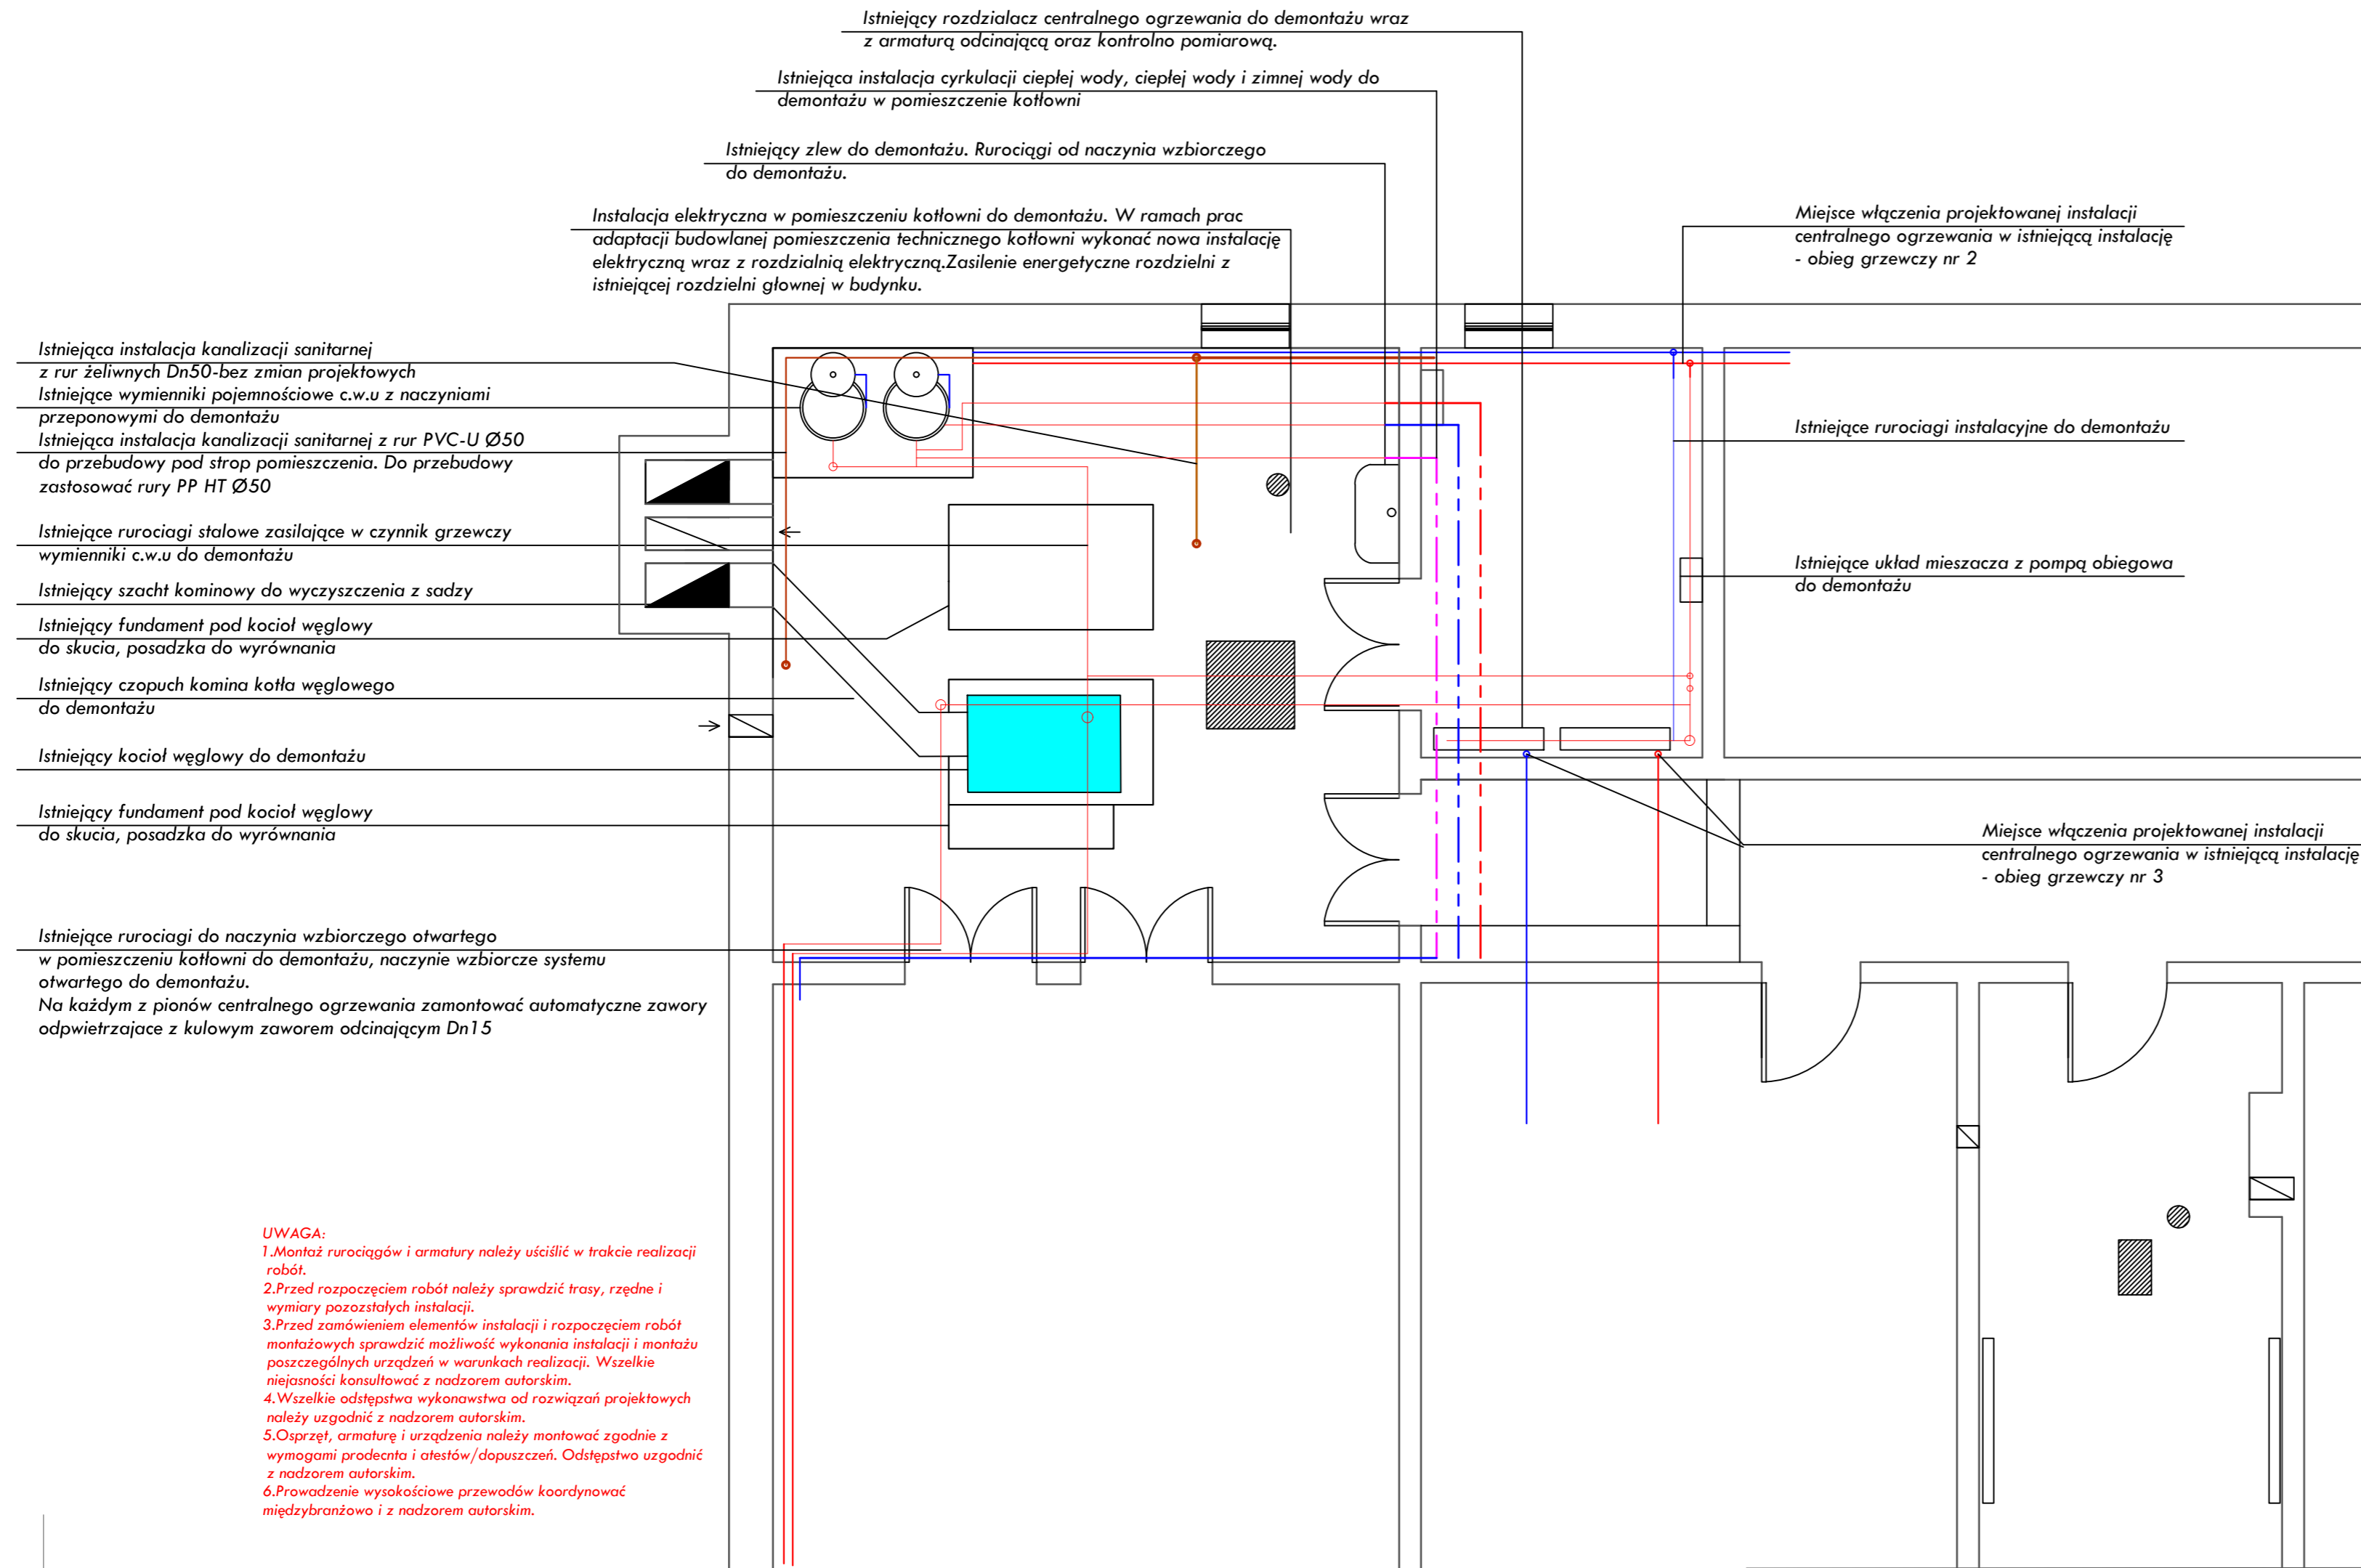 Istniejący rozdzialacz centralnego ogrzewania do demontażu wraz
z armaturą odcinającą oraz kontrolno pomiarową.
Istniejąca instalacja cyrkulacji ciepłej wody, ciepłej wody i zimnej wody do
demontażu w pomieszczenie kotłowni
Istniejący zlew do demontażu. Rurociągi od naczynia wzbiorczego
do demontażu.
Instalacja elektryczna w pomieszczeniu kotłowni do demontażu. W ramach prac
adaptacji budowlanej pomieszczenia technicznego kotłowni wykonać nowa instalację
elektryczną wraz z rozdzialnią elektryczną.Zasilenie energetyczne rozdzielni z
istniejącej rozdzielni głownej w budynku.
Miejsce włączenia projektowanej instalacji
centralnego ogrzewania w istniejącą instalację
- obieg grzewczy nr 2
Istniejąca instalacja kanalizacji sanitarnej
z rur żeliwnych Dn50-bez zmian projektowych
Istniejące wymienniki pojemnościowe c.w.u z naczyniami
przeponowymi do demontażu
Istniejąca instalacja kanalizacji sanitarnej z rur PVC-U Ø50
do przebudowy pod strop pomieszczenia. Do przebudowy
zastosować rury PP HT Ø50
Istniejące rurociagi stalowe zasilające w czynnik grzewczy
wymienniki c.w.u do demontażu
Istniejący szacht kominowy do wyczyszczenia z sadzy
Istniejący fundament pod kocioł węglowy
do skucia, posadzka do wyrównania
Istniejący czopuch komina kotła węglowego
do demontażu
Istniejący kocioł węglowy do demontażu
Istniejący fundament pod kocioł węglowy
do skucia, posadzka do wyrównania
Istniejące rurociagi do naczynia wzbiorczego otwartego
w pomieszczeniu kotłowni do demontażu, naczynie wzbiorcze systemu
otwartego do demontażu.
Na każdym z pionów centralnego ogrzewania zamontować automatyczne zawory
odpwietrzajace z kulowym zaworem odcinającym Dn15
Istniejące rurociagi instalacyjne do demontażu
Istniejące układ mieszacza z pompą obiegowa
do demontażu
Miejsce włączenia projektowanej instalacji
centralnego ogrzewania w istniejącą instalację
- obieg grzewczy nr 3
UWAGA:
1.Montaż rurociągów i armatury należy uściślić w trakcie realizacji
robót.
2.Przed rozpoczęciem robót należy sprawdzić trasy, rzędne i
wymiary pozozstałych instalacji.
3.Przed zamówieniem elementów instalacji i rozpoczęciem robót
montażowych sprawdzić możliwość wykonania instalacji i montażu
poszczególnych urządzeń w warunkach realizacji. Wszelkie
niejasności konsultować z nadzorem autorskim.
4.Wszelkie odstępstwa wykonawstwa od rozwiązań projektowych
należy uzgodnić z nadzorem autorskim.
5.Osprzęt, armaturę i urządzenia należy montować zgodnie z
wymogami prodecnta i atestów/dopuszczeń. Odstępstwo uzgodnić
z nadzorem autorskim.
6.Prowadzenie wysokościowe przewodów koordynować
międzybranżowo i z nadzorem autorskim.